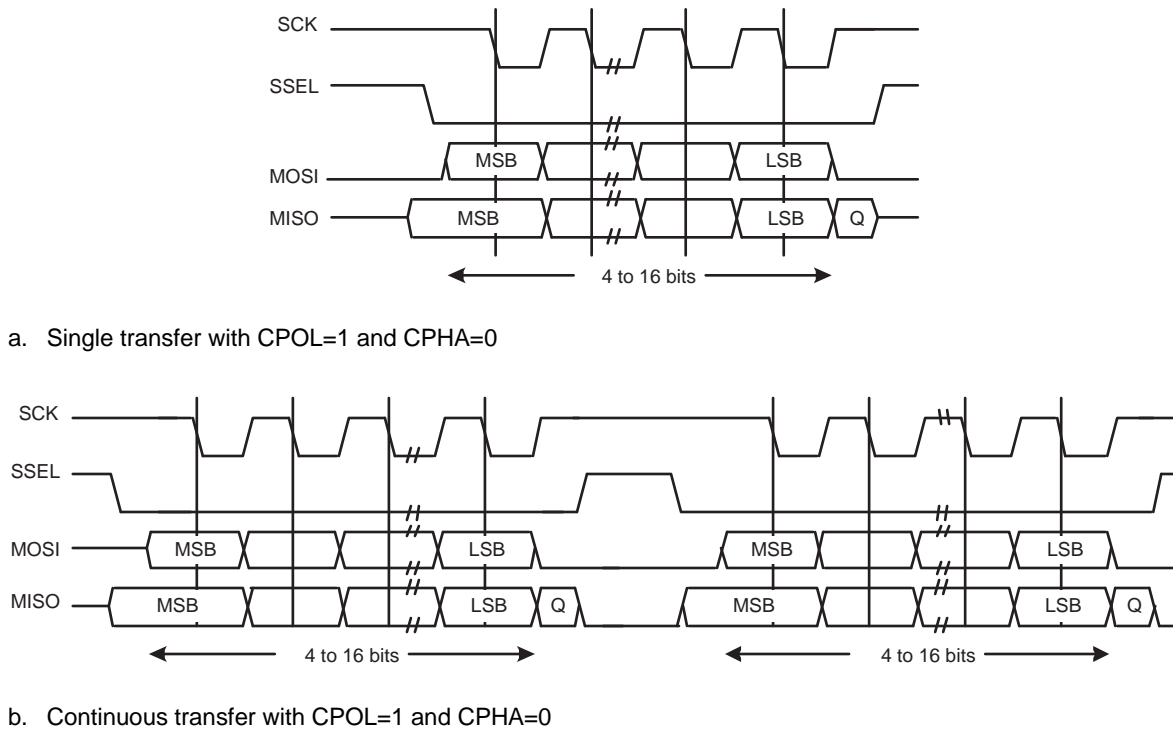 SCK
SSEL
MOSI
MSB
LSB
MISO
MSB
LSB
Q
4 to 16 bits
a. Single transfer with CPOL=1 and CPHA=0
SCK
SSEL
MOSI
MSB
LSB
MSB
LSB
MISO
MSB
LSB
Q
MSB
LSB
Q
4 to 16 bits
4 to 16 bits
b. Continuous transfer with CPOL=1 and CPHA=0